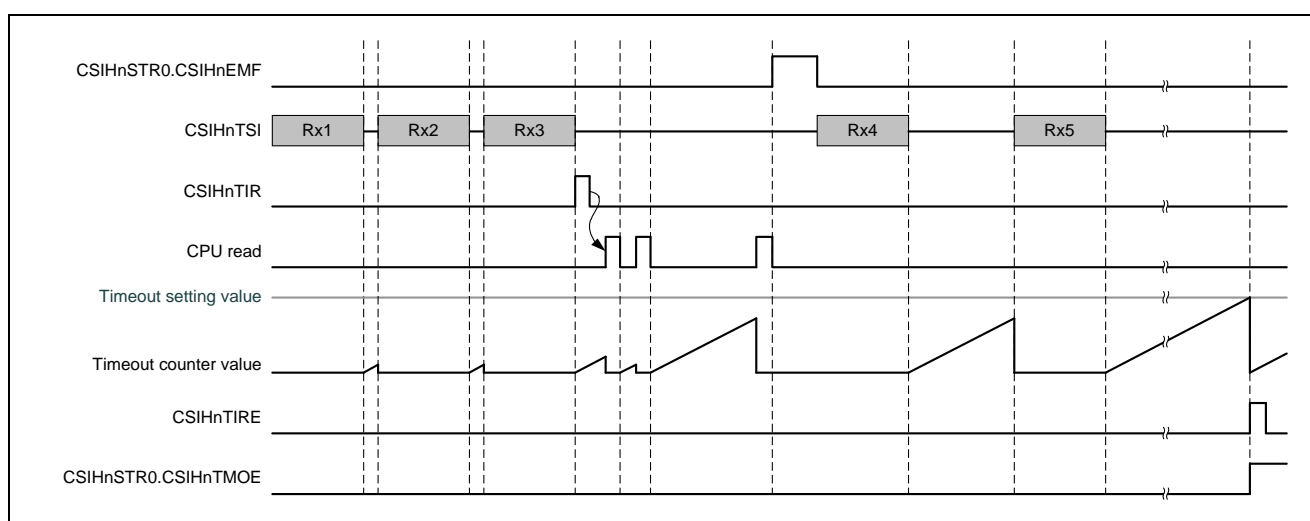 CSIHnSTR0.CSIHnEMF
CSIHnTSI
Rx1 Rx2 Rx3 Rx4 Rx5
CSIHnTIR
CPU read
Timeout setting value
Timeout counter value
CSIHnTIRE
CSIHnSTR0.CSIHnTMOE